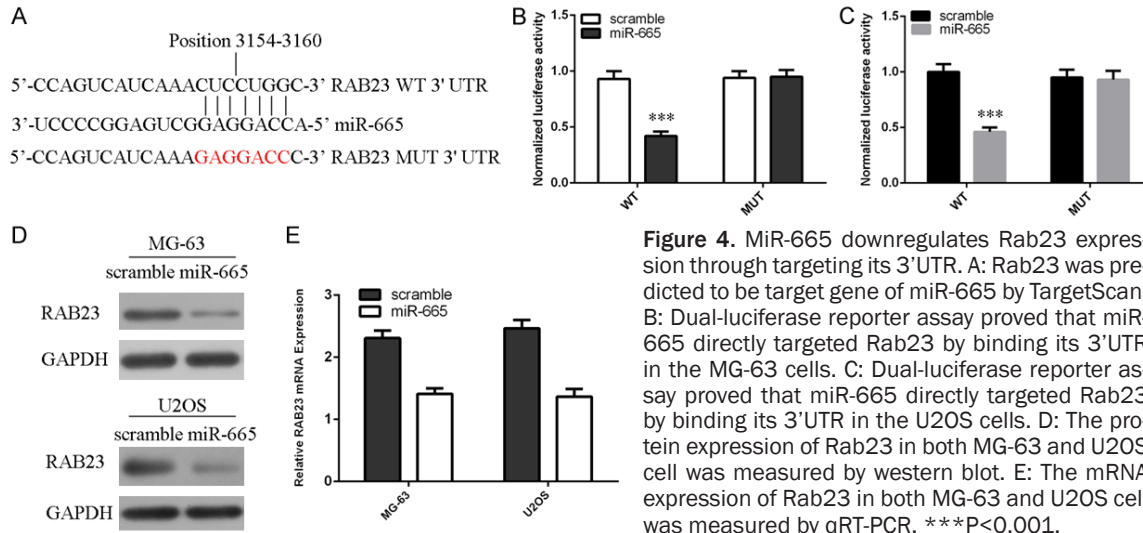 A
Position 3154-3160
5'-CCAGUCAUCAAACUCCUGGC-3' RAB23 WT 3' UTR
3'-UCCCCGGAGUCGGAGGACCA-5' miR-665
5'-CCAGUCAUCAAAGAGGACCC-3' RAB23 MUT 3' UTR
B
scramble
miR-665
Normalized luciferase activity
1.5
1.0
0.5
0.0
***
WT
MUT
C
scramble
miR-665
Normalized luciferase activity
1.5
1.0
0.5
0.0
***
WT
MUT
D
MG-63
scramble miR-665
RAB23
GAPDH
U2OS
scramble miR-665
RAB23
GAPDH
E
scramble
miR-665
Relative RAB23 mRNA Expression
3
2
1
0
MG-63
U2OS
Figure 4. MiR-665 downregulates Rab23 expres-
sion through targeting its 3'UTR. A: Rab23 was pre-
dicted to be target gene of miR-665 by TargetScan.
B: Dual-luciferase reporter assay proved that miR-
665 directly targeted Rab23 by binding its 3'UTR
in the MG-63 cells. C: Dual-luciferase reporter as-
say proved that miR-665 directly targeted Rab23
by binding its 3'UTR in the U2OS cells. D: The pro-
tein expression of Rab23 in both MG-63 and U2OS
cell was measured by western blot. E: The mRNA
expression of Rab23 in both MG-63 and U2OS cell
was measured by qRT-PCR. ***P<0.001.